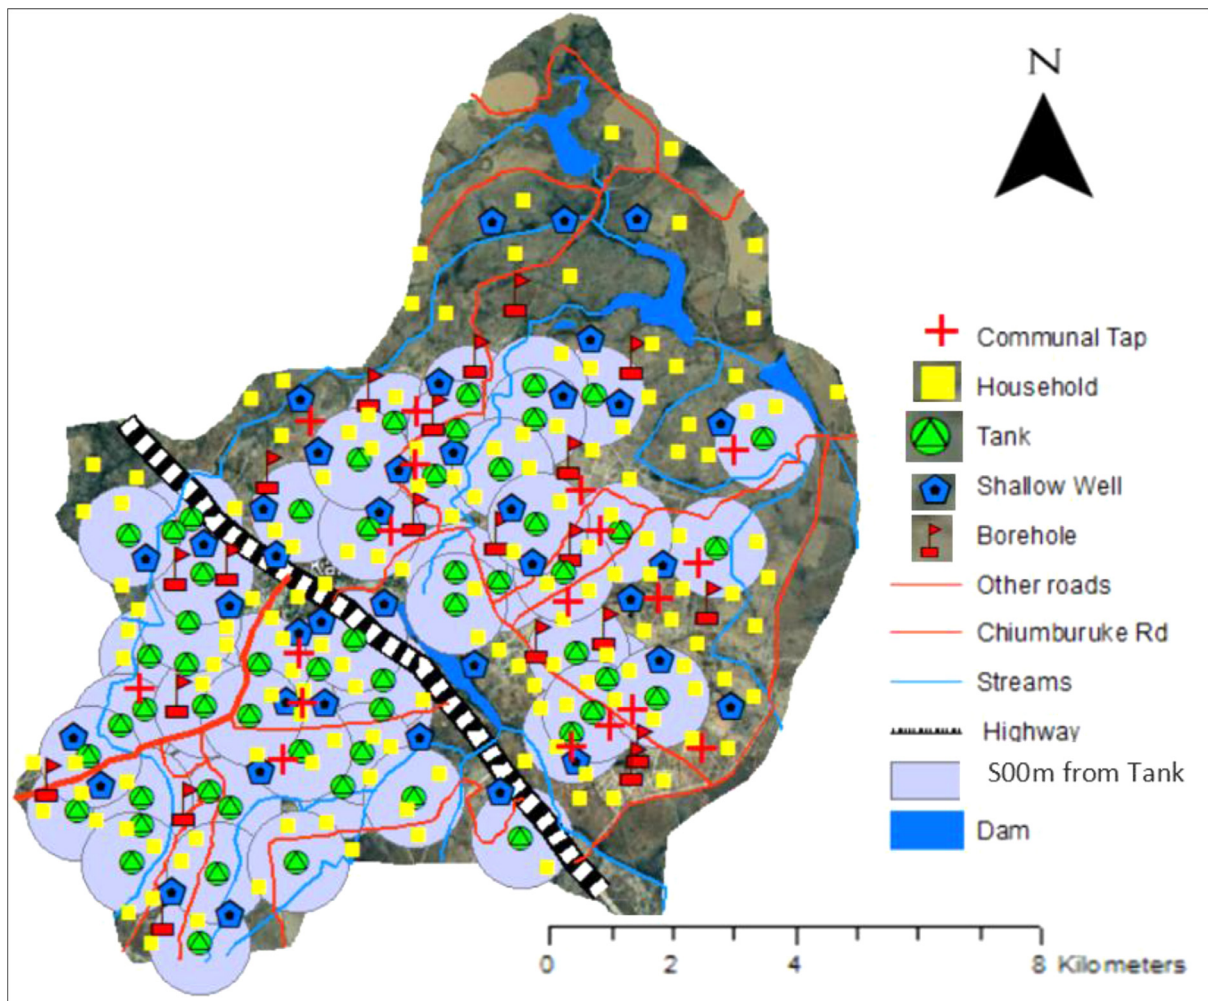 N
Communal Tap
Household
Tank
Shallow Well
Borehole
Other roads
Chiumburuke Rd
Streams
Highway
S00m from Tank
Dam
0 2 4 8 Kilometers